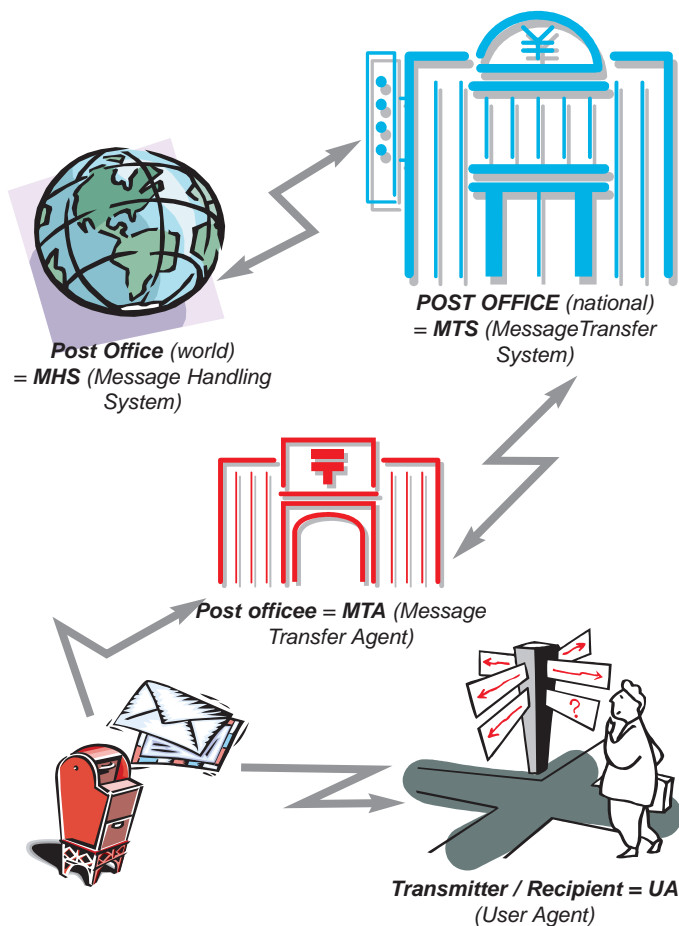 ¥
POST OFFICE (national)
= MTS (MessageTransfer
System)
Post Office (world)
= MHS (Message Handling
System)
〒
Post officee = MTA (Message
Transfer Agent)
?
Transmitter / Recipient = UA
(User Agent)